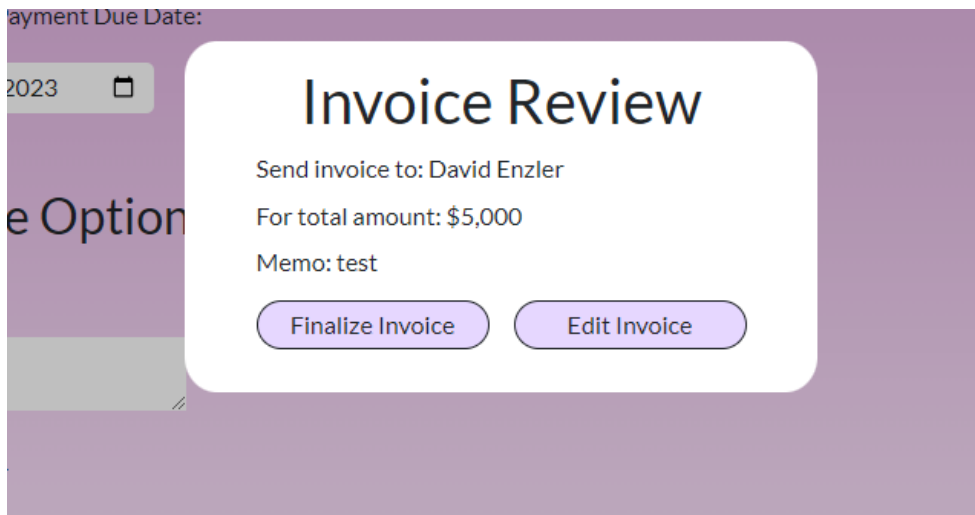 ayment Due Date:
2023
e Option
Invoice Review
Send invoice to: David Enzler
For total amount: $5,000
Memo: test
Finalize Invoice
Edit Invoice